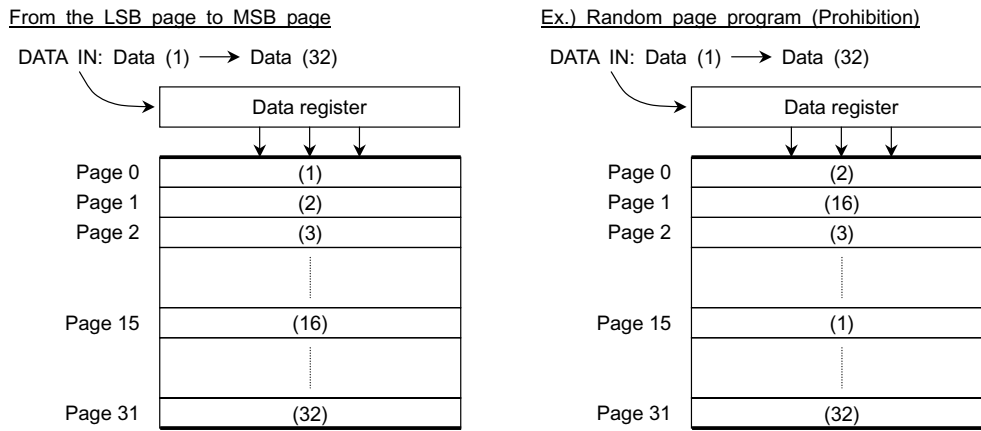 From the LSB page to MSB page
DATA IN: Data (1) → Data (32)
Data register
Page 0 (1)
Page 1 (2)
Page 2 (3)
Page 15 (16)
Page 31 (32)
Ex.) Random page program (Prohibition)
DATA IN: Data (1) → Data (32)
Data register
Page 0 (2)
Page 1 (16)
Page 2 (3)
Page 15 (1)
Page 31 (32)